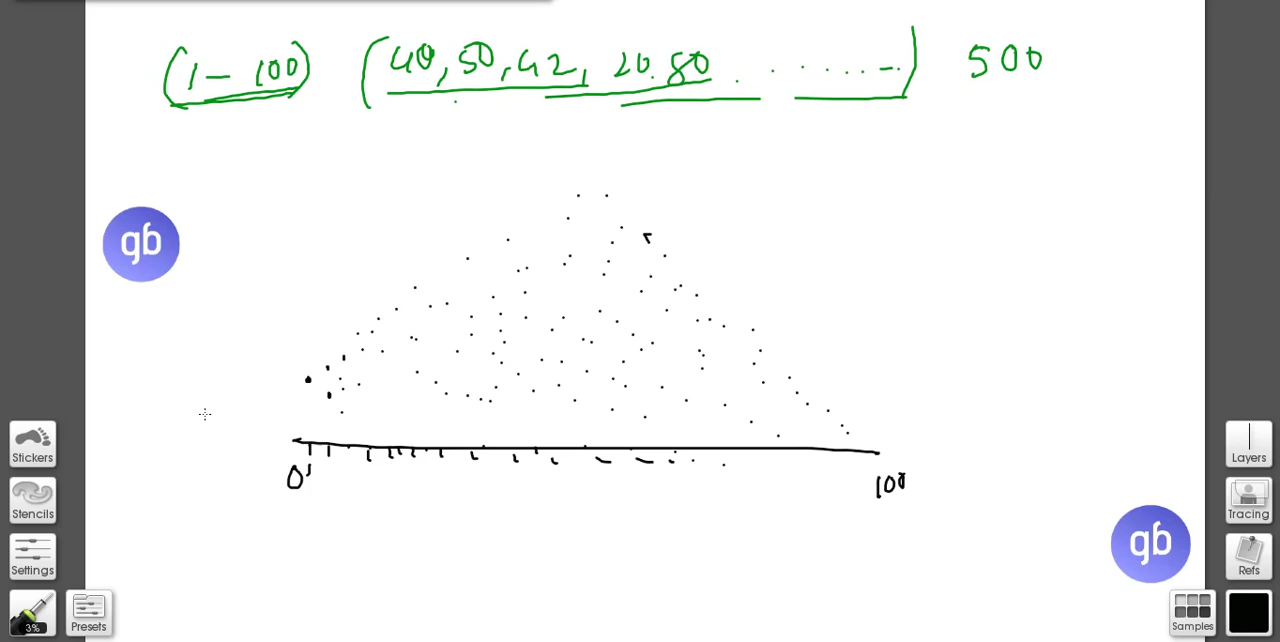 (1 - 100) (40, 50, 42, 20. 80 . . . . . . . - .) 500
gb
0 1 100
gb
Stickers
Stencils
Settings
3%
Presets
Layers
Tracing
Refs
Samples